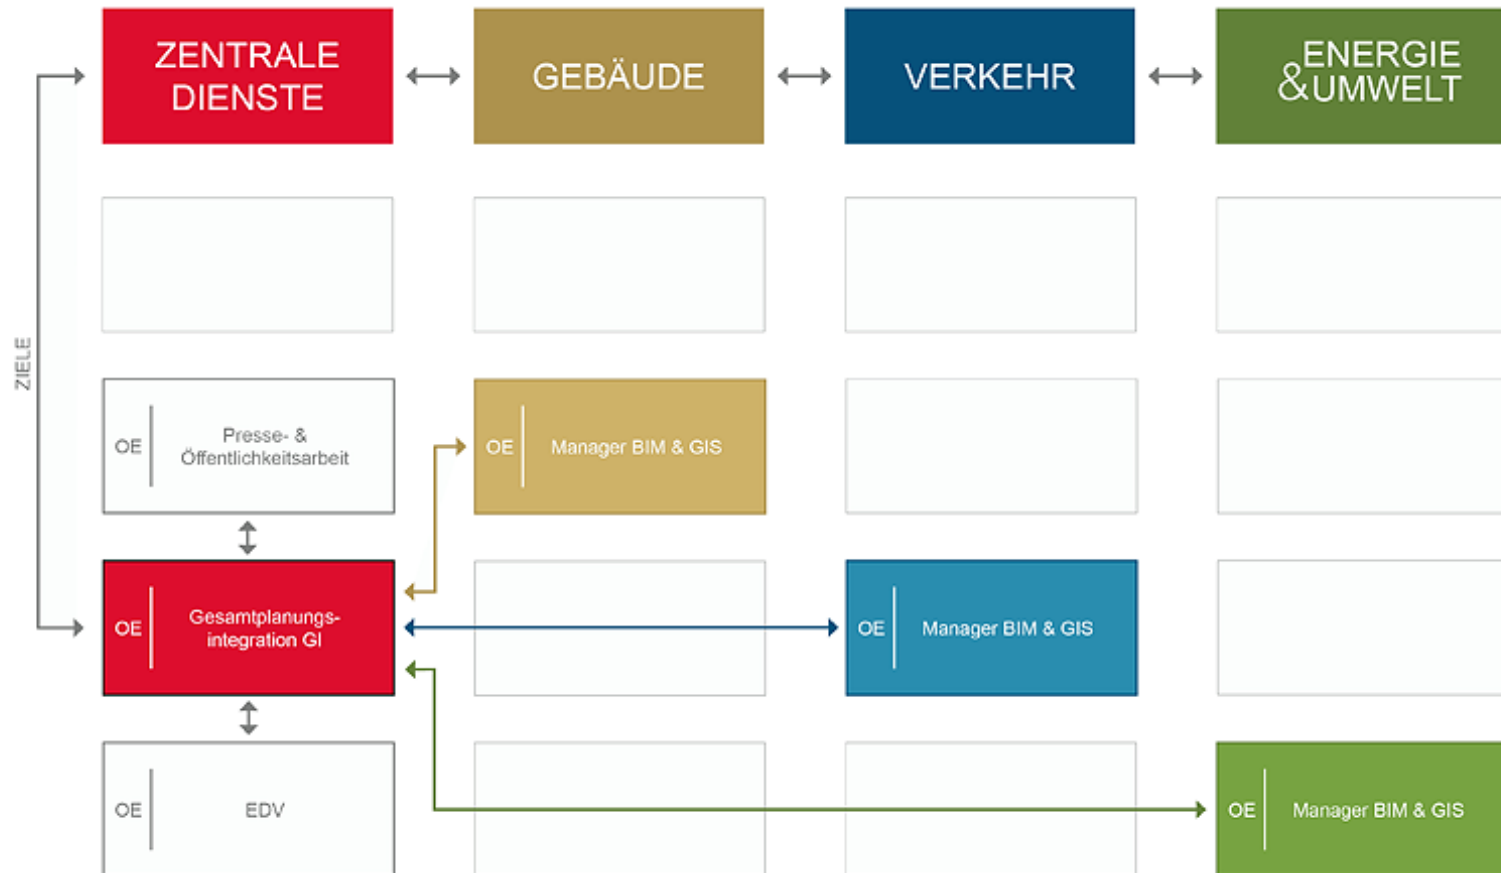 ZENTRALE
DIENSTE
GEBÄUDE
VERKEHR
ENERGIE
&UMWELT
ZIELE
OE
Presse- &
Öffentlichkeitsarbeit
OE
Manager BIM & GIS
OE
Gesamtplanungs-
integration GI
OE
Manager BIM & GIS
OE
EDV
OE
Manager BIM & GIS